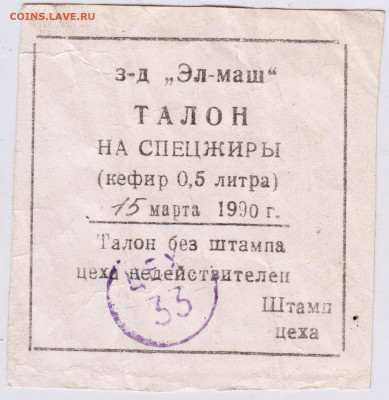 COINS.LAVE.RU
з-д „Эл-маш“
ТАЛОН
НА СПЕЦЖИРЫ
(кефир 0,5 литра)
15 марта 1990 г.
Талон без штампа
цеха недействителен
ЦЕХ
33
Штамп
цеха